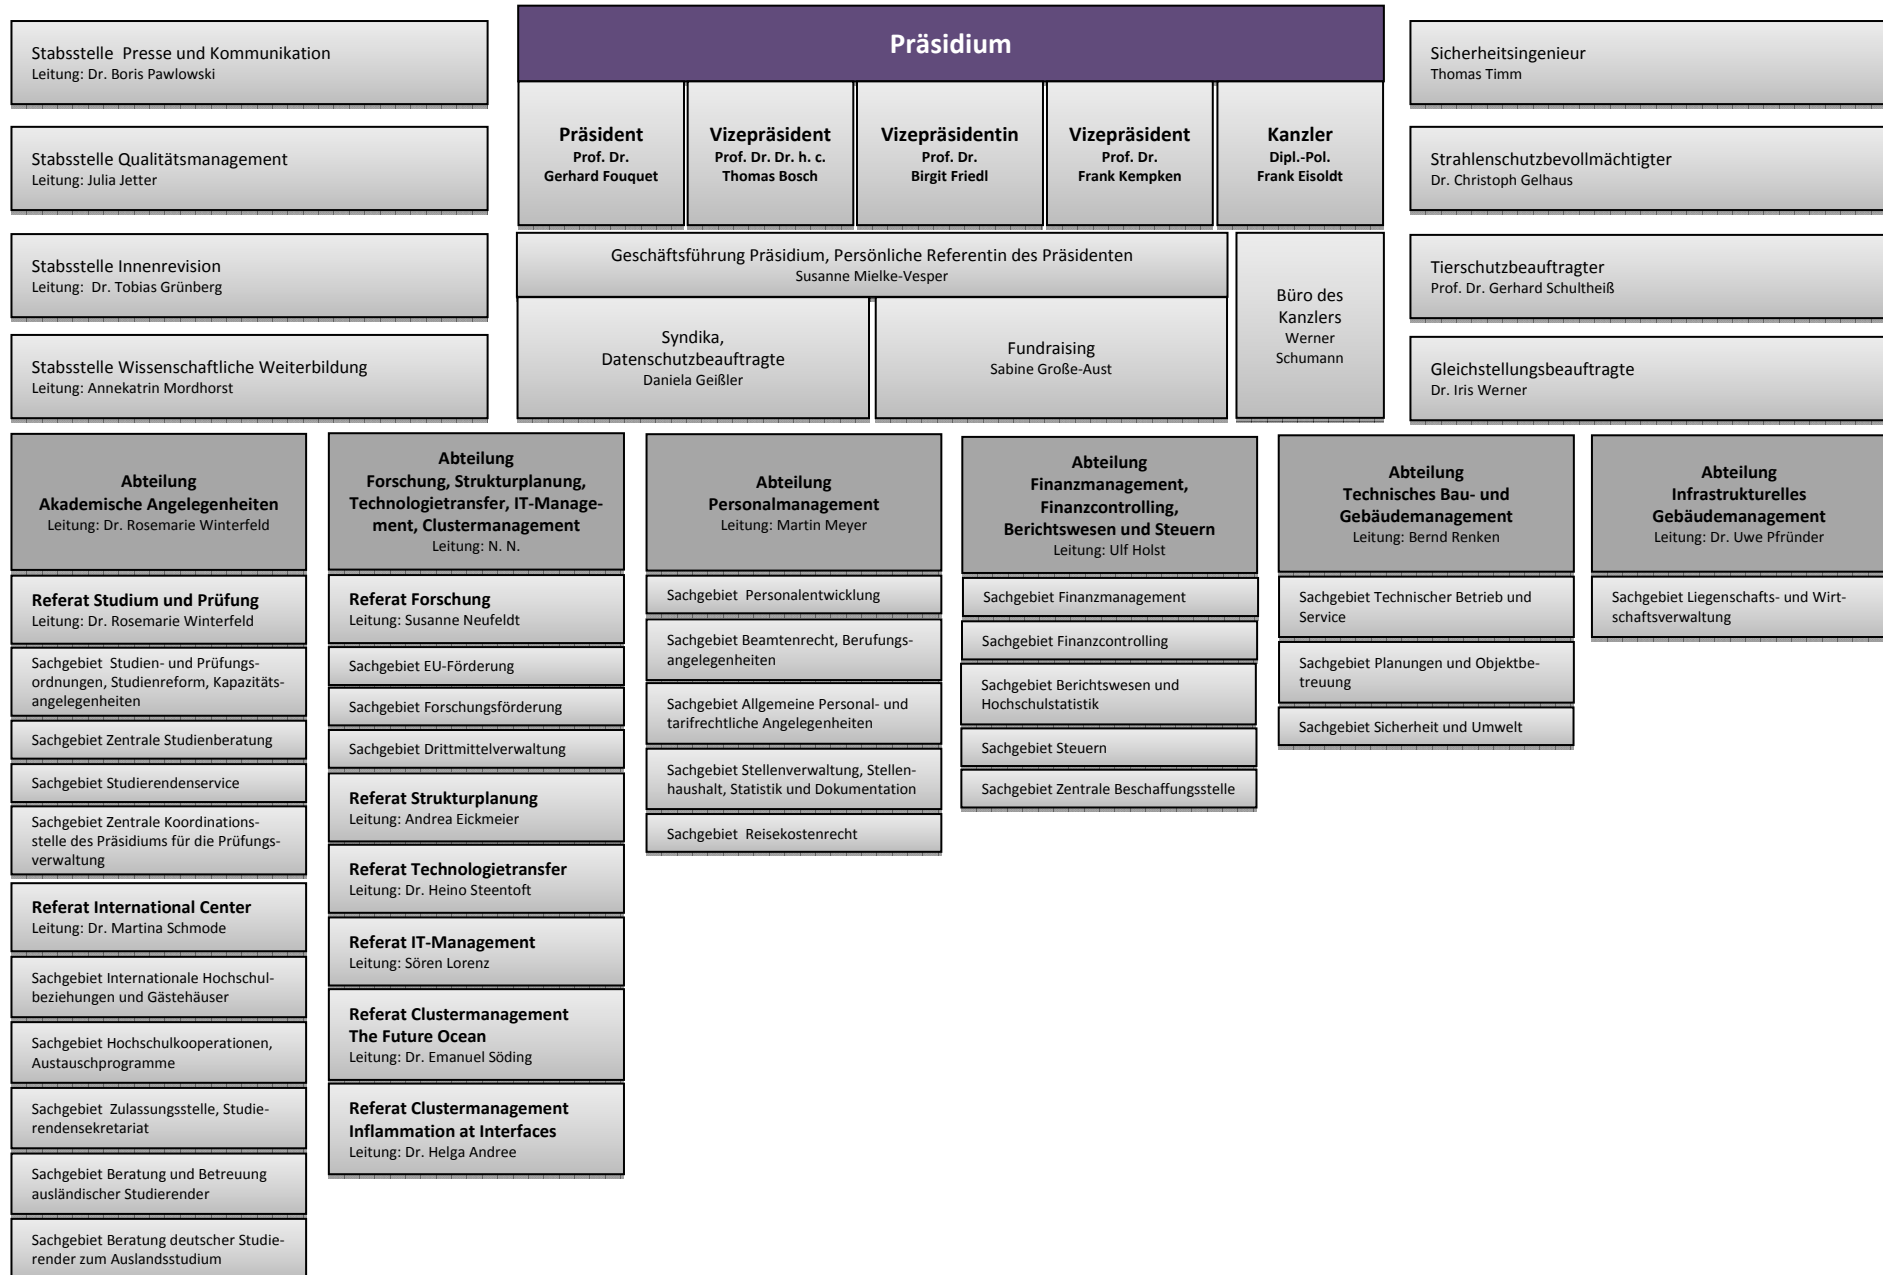 Stabsstelle Presse und Kommunikation
Leitung: Dr. Boris Pawlowski
Stabsstelle Qualitätsmanagement
Leitung: Julia Jetter
Stabsstelle Innenrevision
Leitung: Dr. Tobias Grünberg
Stabsstelle Wissenschaftliche Weiterbildung
Leitung: Annekatrin Mordhorst
Präsidium
Präsident
Prof. Dr.
Gerhard Fouquet
Vizepräsident
Prof. Dr. Dr. h. c.
Thomas Bosch
Vizepräsidentin
Prof. Dr.
Birgit Friedl
Vizepräsident
Prof. Dr.
Frank Kempken
Kanzler
Dipl.-Pol.
Frank Eisoldt
Geschäftsführung Präsidium, Persönliche Referentin des Präsidenten
Susanne Mielke-Vesper
Syndika,
Datenschutzbeauftragte
Daniela Geißler
Fundraising
Sabine Große-Aust
Büro des
Kanzlers
Werner
Schumann
Sicherheitsingenieur
Thomas Timm
Strahlenschutzbevollmächtigter
Dr. Christoph Gelhaus
Tierschutzbeauftragter
Prof. Dr. Gerhard Schultheiß
Gleichstellungsbeauftragte
Dr. Iris Werner
Abteilung
Akademische Angelegenheiten
Leitung: Dr. Rosemarie Winterfeld
Referat Studium und Prüfung
Leitung: Dr. Rosemarie Winterfeld
Sachgebiet Studien- und Prüfungs-
ordnungen, Studienreform, Kapazitäts-
angelegenheiten
Sachgebiet Zentrale Studienberatung
Sachgebiet Studierendenservice
Sachgebiet Zentrale Koordinations-
stelle des Präsidiums für die Prüfungs-
verwaltung
Referat International Center
Leitung: Dr. Martina Schmode
Sachgebiet Internationale Hochschul-
beziehungen und Gästehäuser
Sachgebiet Hochschulkooperationen,
Austauschprogramme
Sachgebiet Zulassungsstelle, Studie-
rendensekretariat
Sachgebiet Beratung und Betreuung
ausländischer Studierender
Sachgebiet Beratung deutscher Studie-
render zum Auslandsstudium
Abteilung
Forschung, Strukturplanung,
Technologietransfer, IT-Manage-
ment, Clustermanagement
Leitung: N. N.
Referat Forschung
Leitung: Susanne Neufeldt
Sachgebiet EU-Förderung
Sachgebiet Forschungsförderung
Sachgebiet Drittmittelverwaltung
Referat Strukturplanung
Leitung: Andrea Eickmeier
Referat Technologietransfer
Leitung: Dr. Heino Steentoft
Referat IT-Management
Leitung: Sören Lorenz
Referat Clustermanagement
The Future Ocean
Leitung: Dr. Emanuel Söding
Referat Clustermanagement
Inflammation at Interfaces
Leitung: Dr. Helga Andree
Abteilung
Personalmanagement
Leitung: Martin Meyer
Sachgebiet Personalentwicklung
Sachgebiet Beamtenrecht, Berufungs-
angelegenheiten
Sachgebiet Allgemeine Personal- und
tarifrechtliche Angelegenheiten
Sachgebiet Stellenverwaltung, Stellen-
haushalt, Statistik und Dokumentation
Sachgebiet Reisekostenrecht
Abteilung
Finanzmanagement,
Finanzcontrolling,
Berichtswesen und Steuern
Leitung: Ulf Holst
Sachgebiet Finanzmanagement
Sachgebiet Finanzcontrolling
Sachgebiet Berichtswesen und
Hochschulstatistik
Sachgebiet Steuern
Sachgebiet Zentrale Beschaffungsstelle
Abteilung
Technisches Bau- und
Gebäudemanagement
Leitung: Bernd Renken
Sachgebiet Technischer Betrieb und
Service
Sachgebiet Planungen und Objektbe-
treuung
Sachgebiet Sicherheit und Umwelt
Abteilung
Infrastrukturelles
Gebäudemanagement
Leitung: Dr. Uwe Pfründer
Sachgebiet Liegenschafts- und Wirt-
schaftsverwaltung